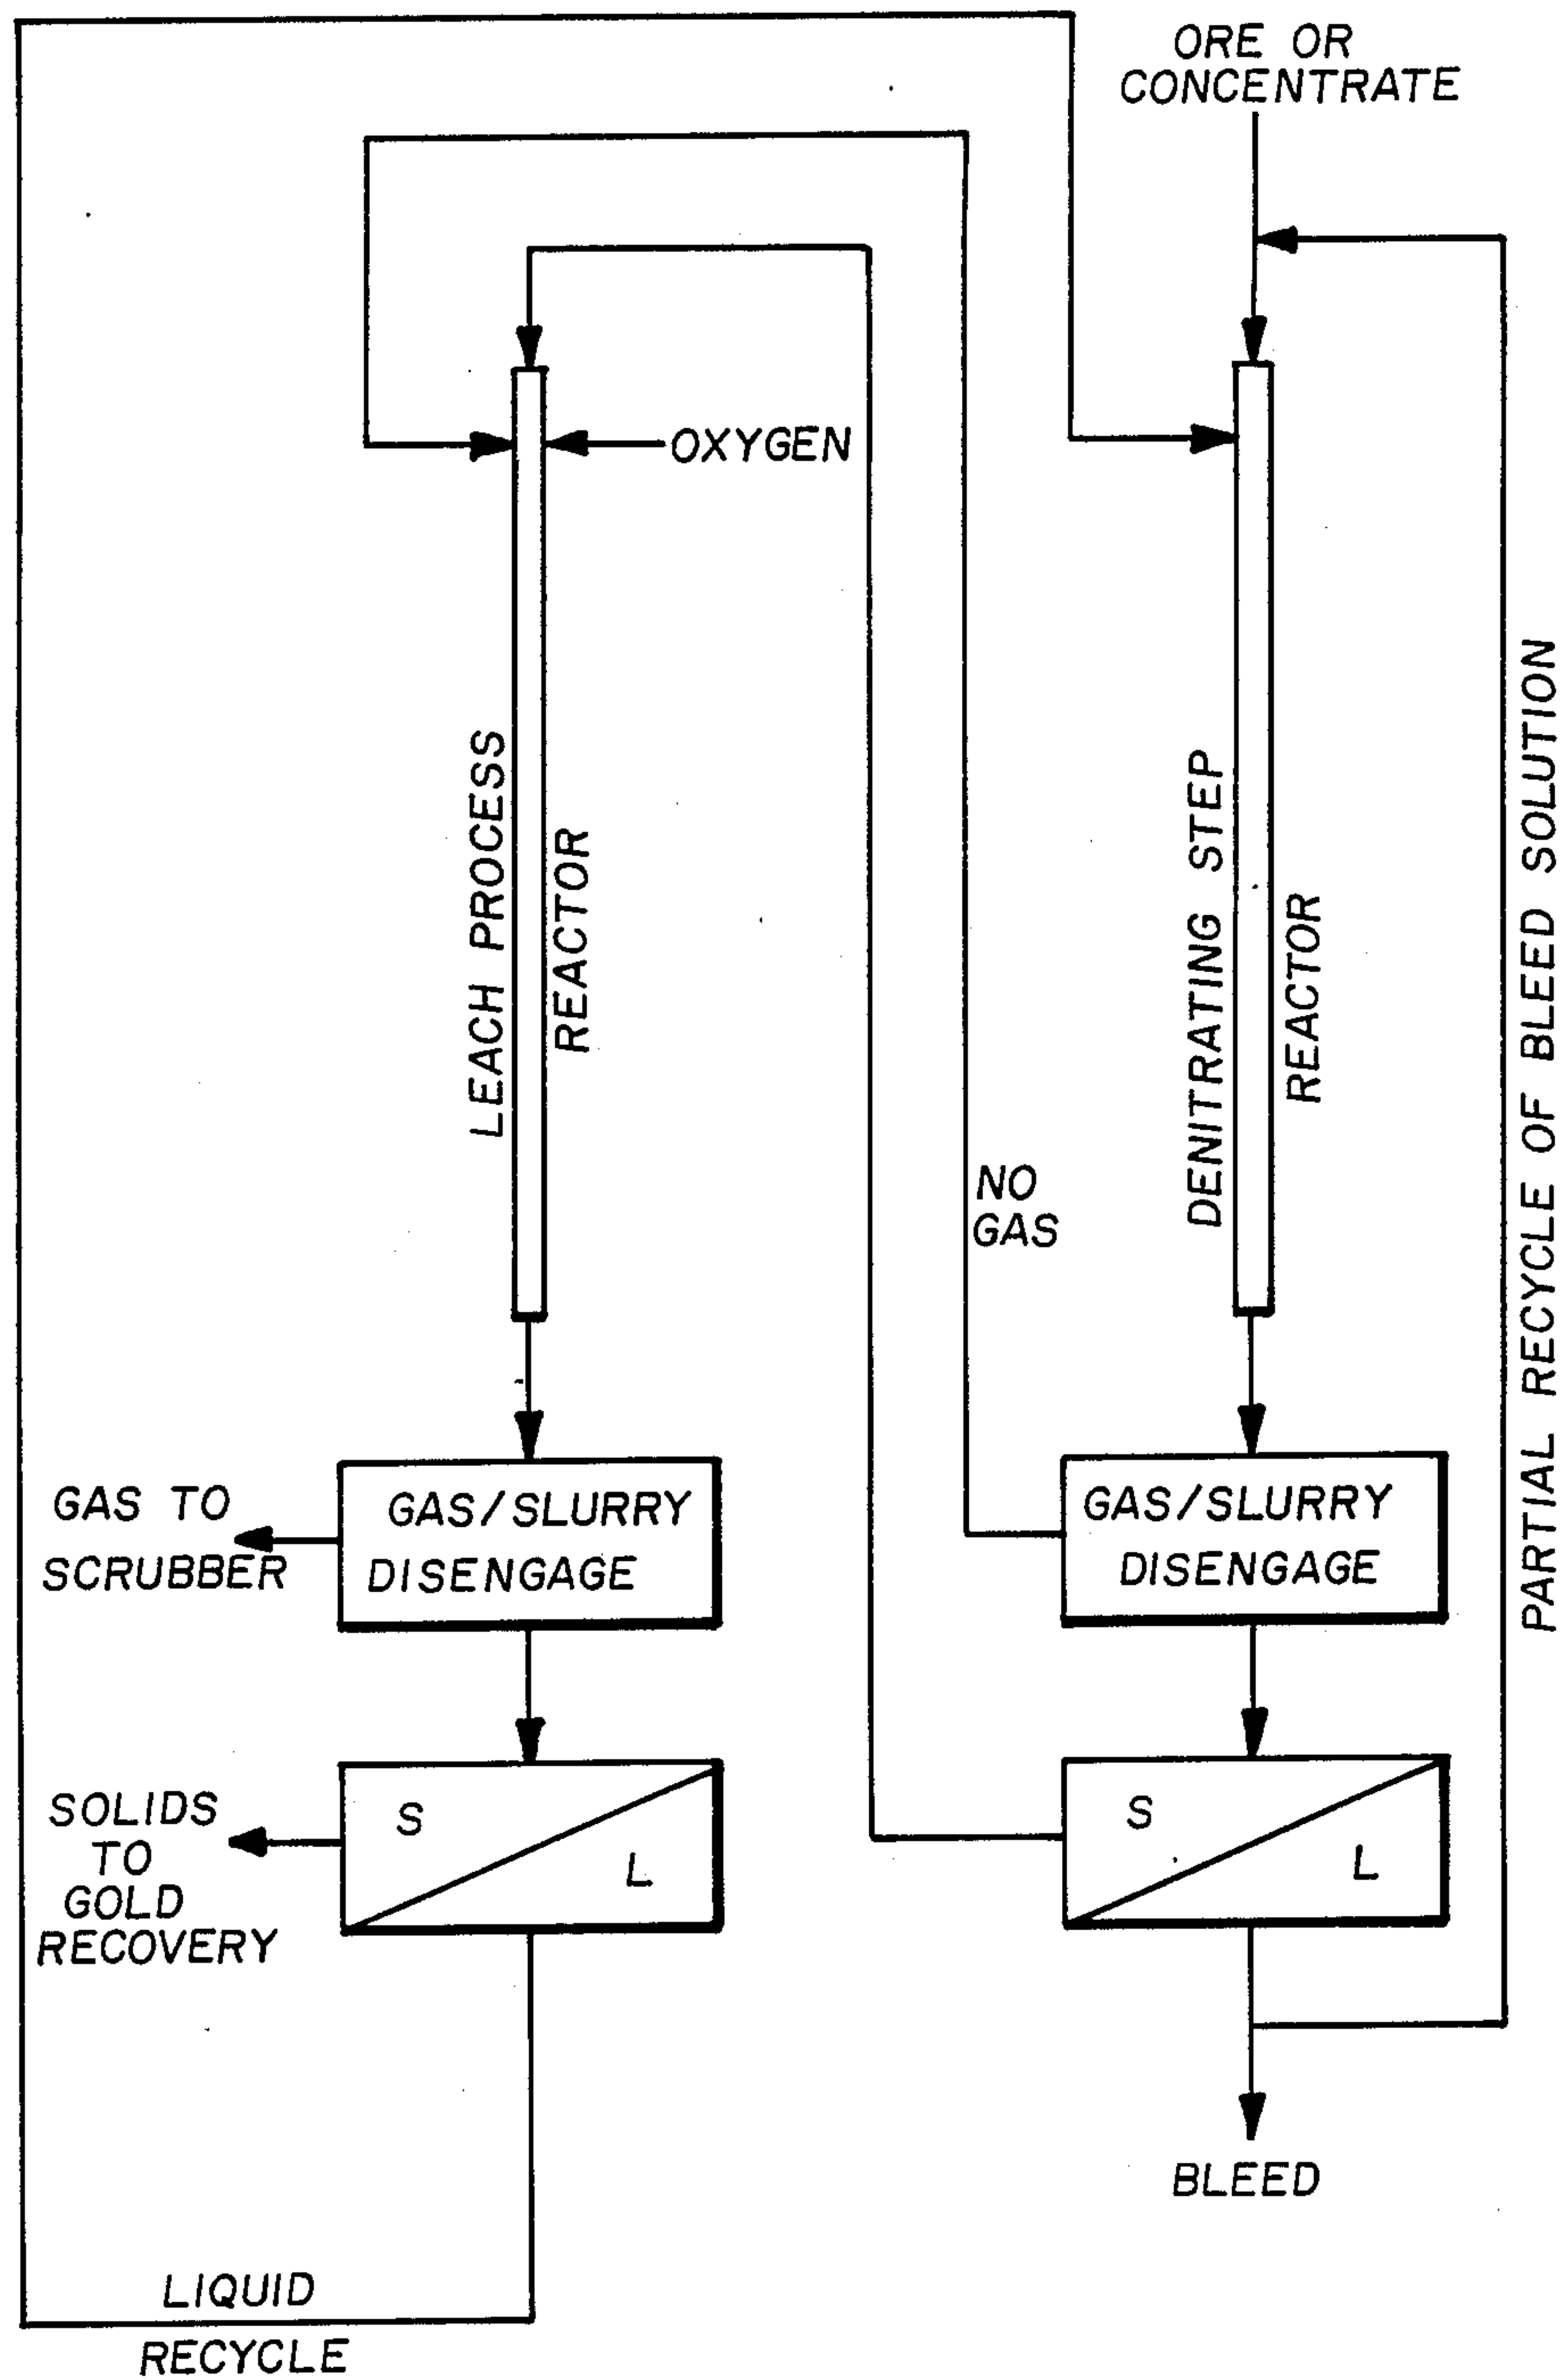 ORE OR
CONCENTRATE
OXYGEN
LEACH PROCESS
REACTOR
DENITRATING STEP
REACTOR
PARTIAL RECYCLE OF BLEED SOLUTION
NO
GAS
GAS TO
SCRUBBER
GAS/SLURRY
DISENGAGE
GAS/SLURRY
DISENGAGE
SOLIDS
TO
GOLD
RECOVERY
S
L
S
L
BLEED
LIQUID
RECYCLE